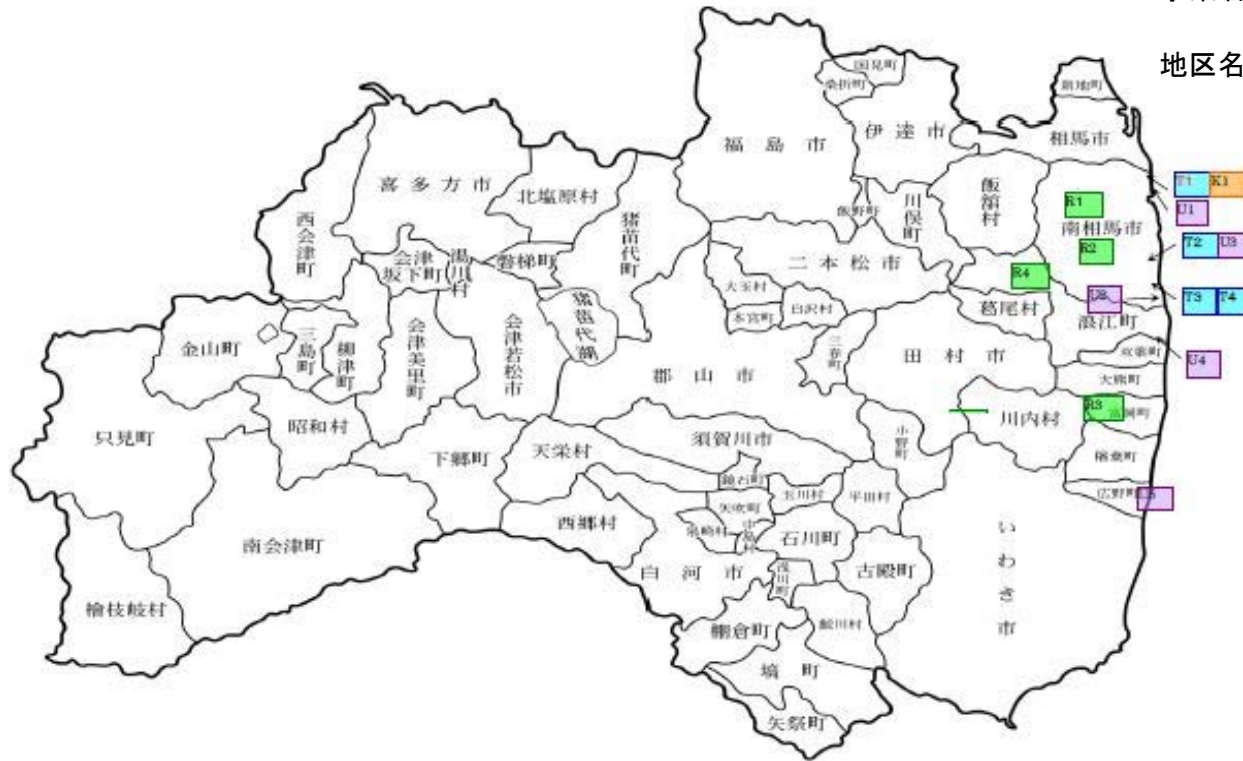 地区名
国見町
桑折町
新地町
伊達市
相馬市
福島市
喜多方市
北塩原村
飯舘村
川俣町
飯野町
猪苗代町
西会津町
T1 K1
R1
U1
南相馬市
会津坂下町
湯川村
磐梯町
R2
T2 U3
二本松市
R4
大玉村
白沢村
本宮町
葛尾村
T3 T4
浪江町
猪苗代湖
金山町
三島町
柳津町
会津美里町
会津若松市
三春町
田村市
双葉町
U4
郡山市
大熊町
R3
富岡町
只見町
昭和村
下郷町
天栄村
須賀川市
小野町
川内村
楢葉町
鏡石町
玉川村
平田村
広野町
矢吹町
西郷村
泉崎村
中島村
石川町
南会津町
白河市
浅川町
古殿町
いわき市
檜枝岐村
棚倉町
鮫川村
塙町
矢祭町